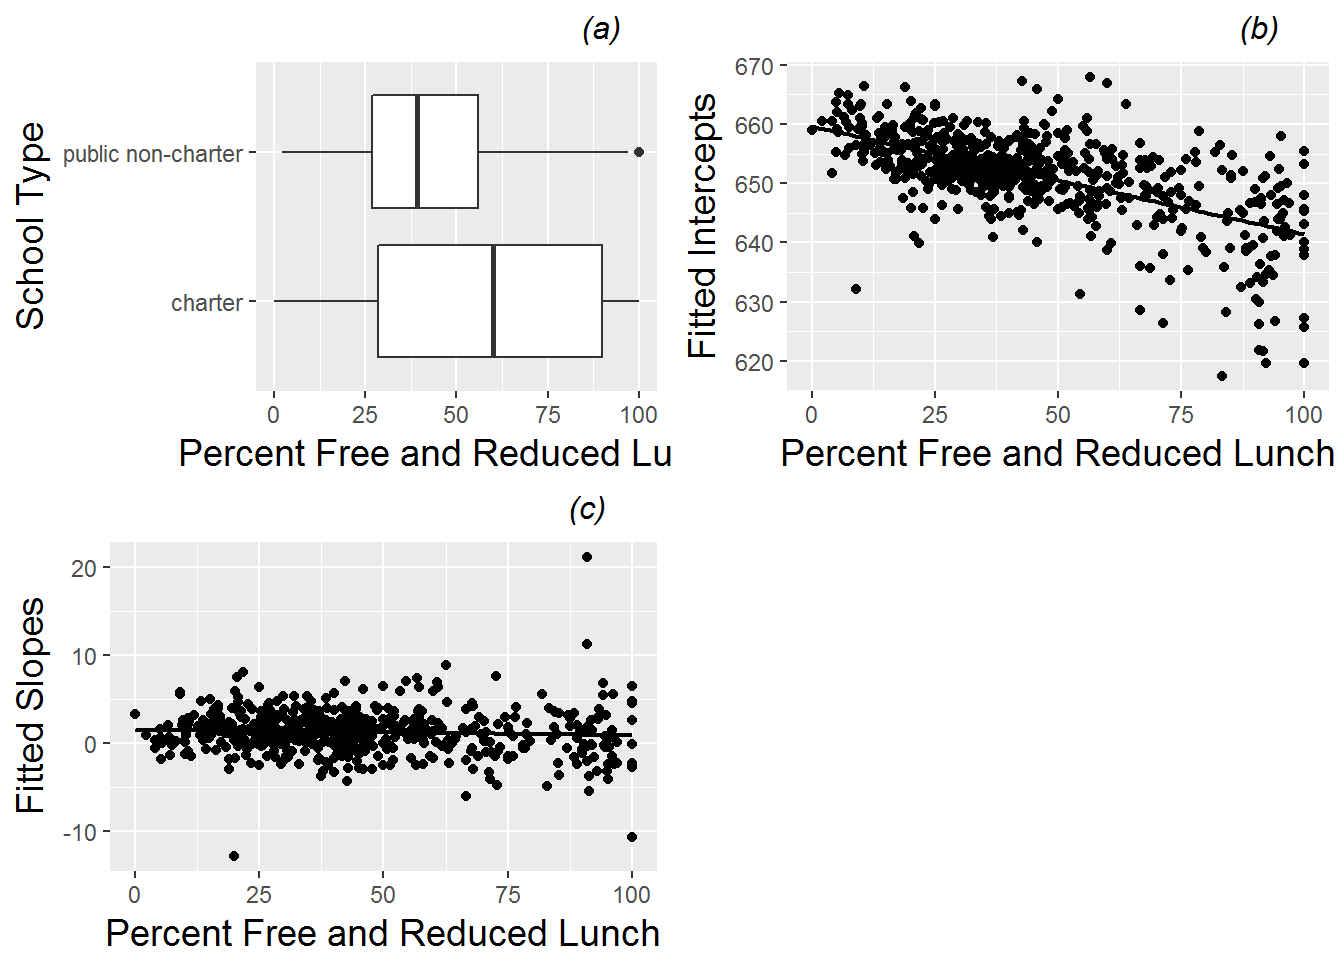 (a)
School Type
public non-charter
charter
0 25 50 75 100
Percent Free and Reduced Lu
(b)
Fitted Intercepts
670
660
650
640
630
620
0 25 50 75 100
Percent Free and Reduced Lunch
(c)
Fitted Slopes
20
10
0
-10
0 25 50 75 100
Percent Free and Reduced Lunch